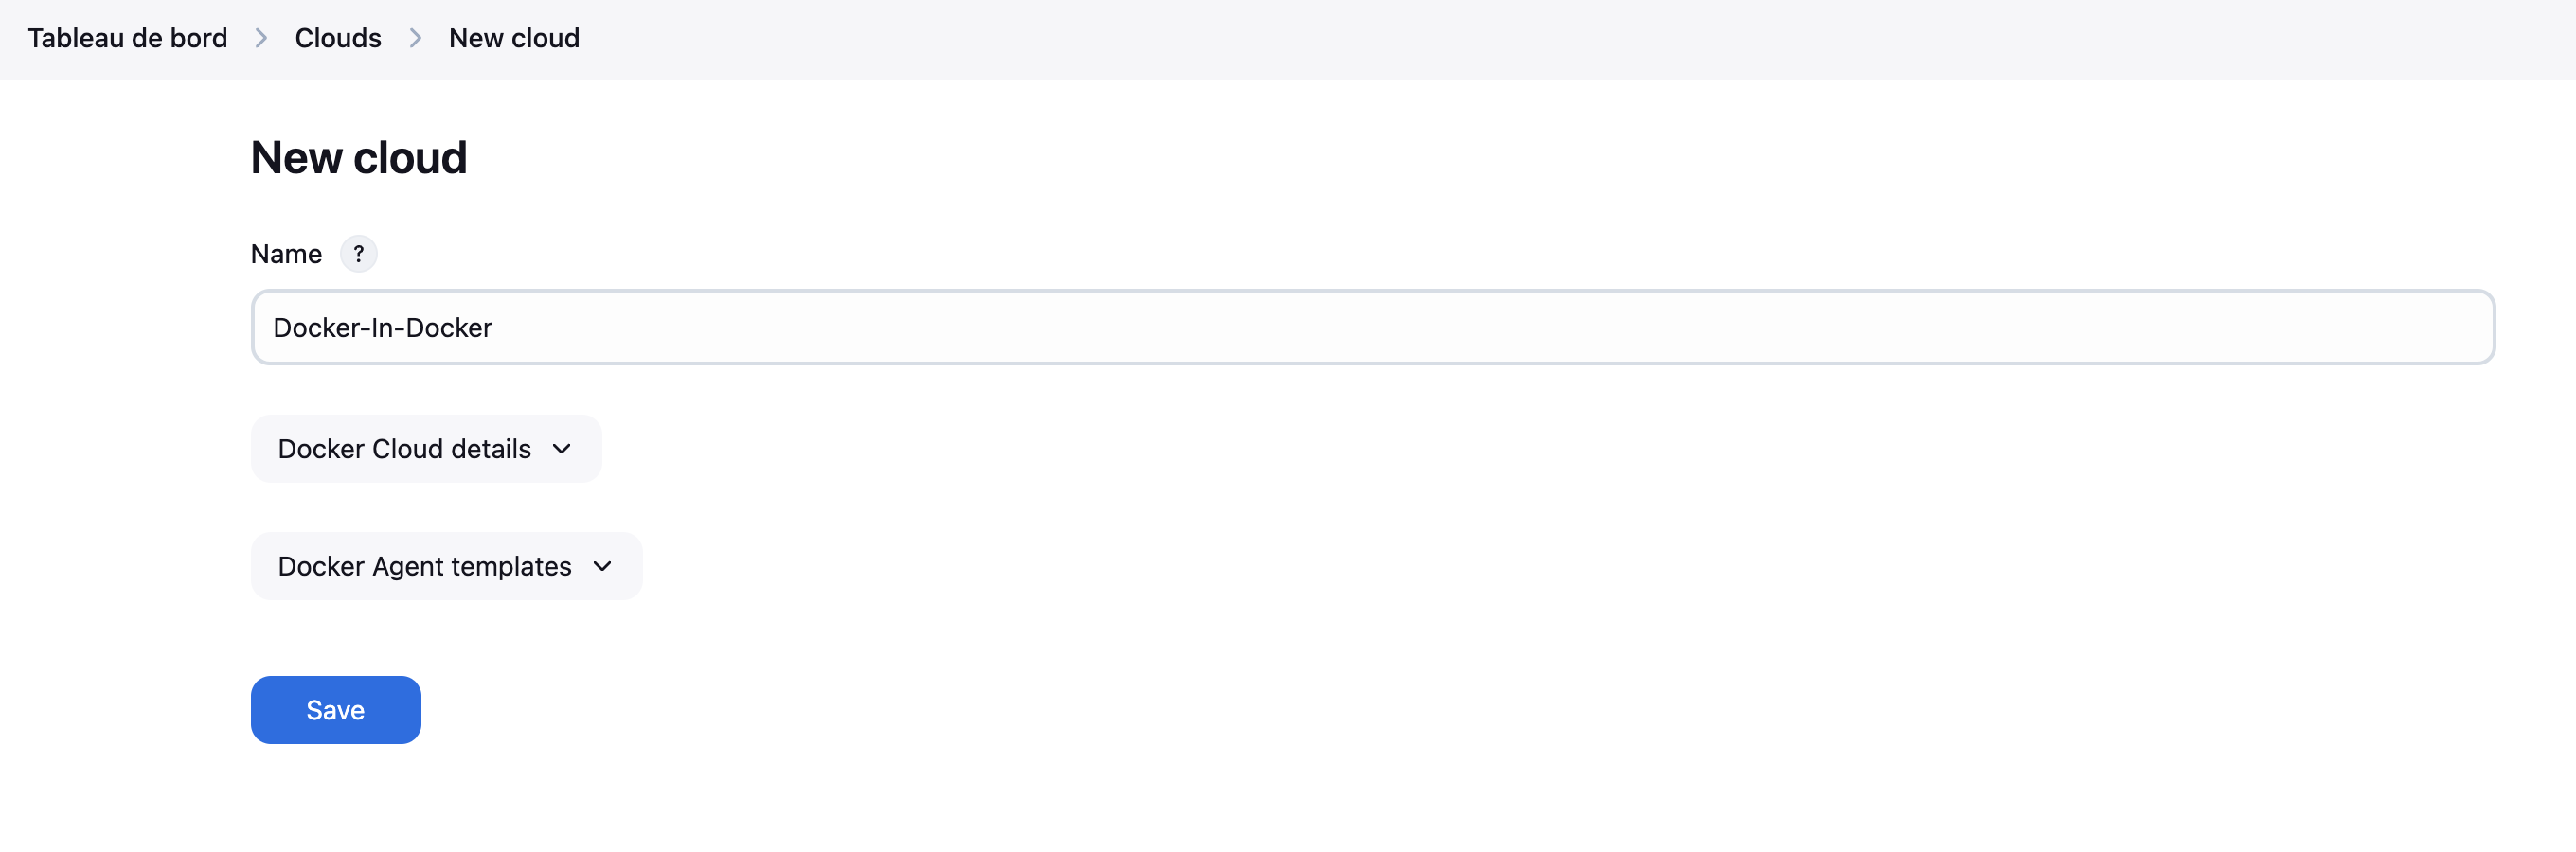 Tableau de bord > Clouds > New cloud
New cloud
Name ?
Docker-In-Docker
Docker Cloud details
Docker Agent templates
Save